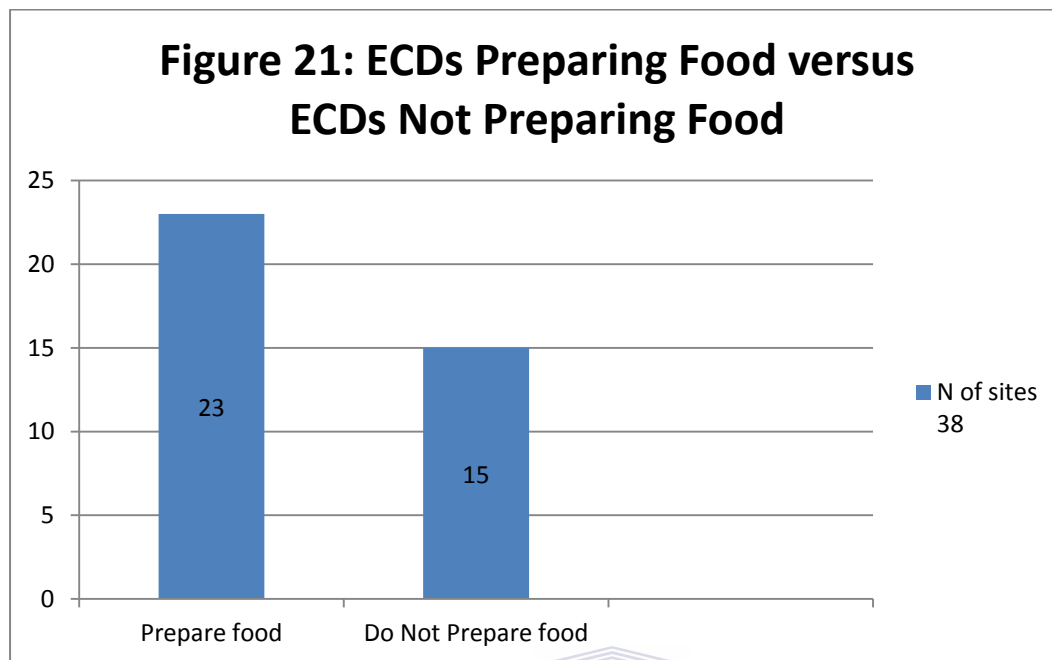 Figure 21: ECDs Preparing Food versus
ECDs Not Preparing Food
25
20
15
10
5
0
23
15
Prepare food
Do Not Prepare food
N of sites
38